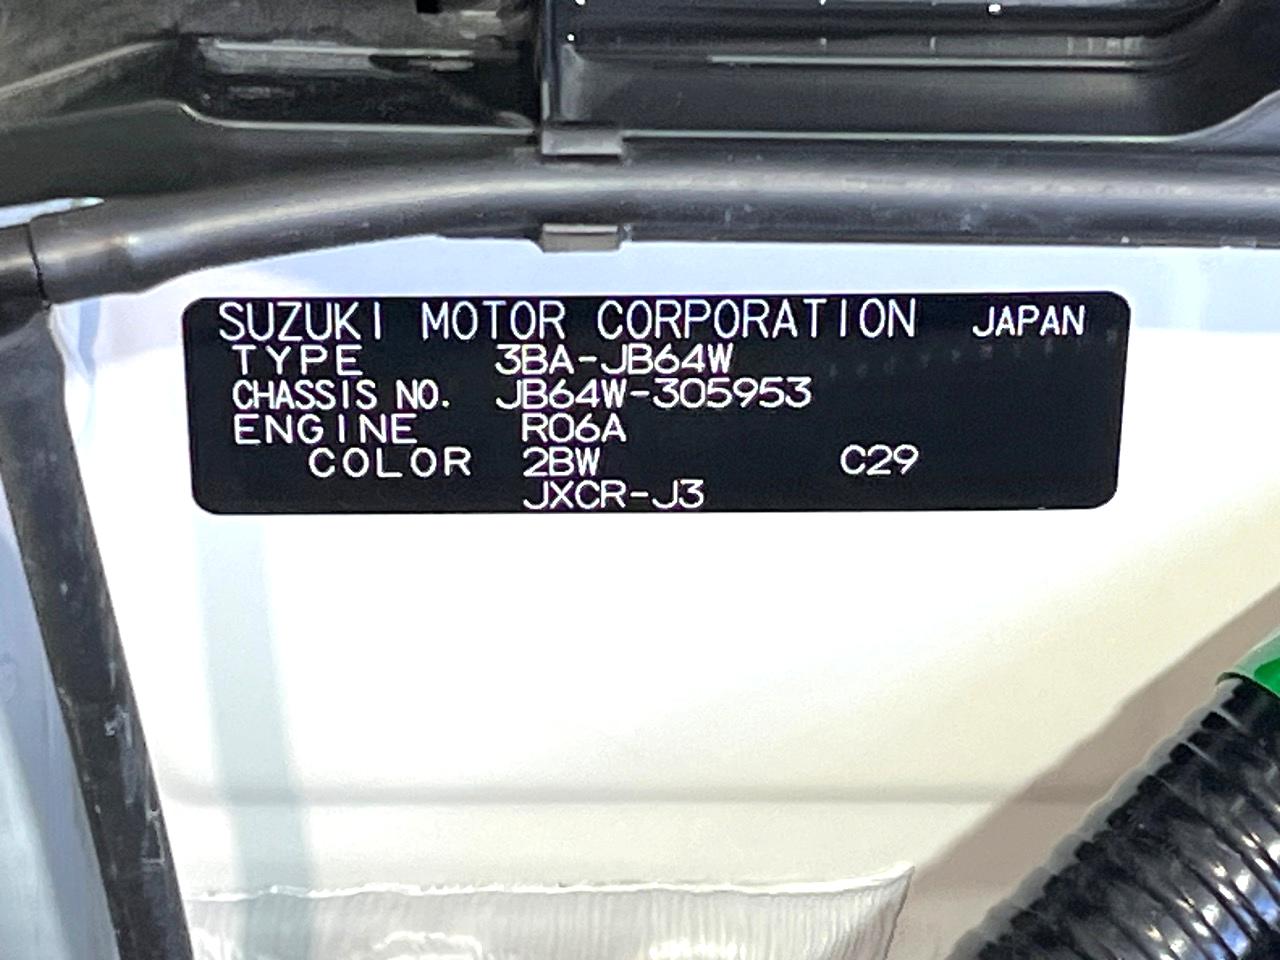 SUZUKI MOTOR CORPORATION JAPAN
TYPE 3BA-JB64W
CHASSIS NO. JB64W-305953
ENGINE R06A
COLOR 2BW C29
JXCR-J3